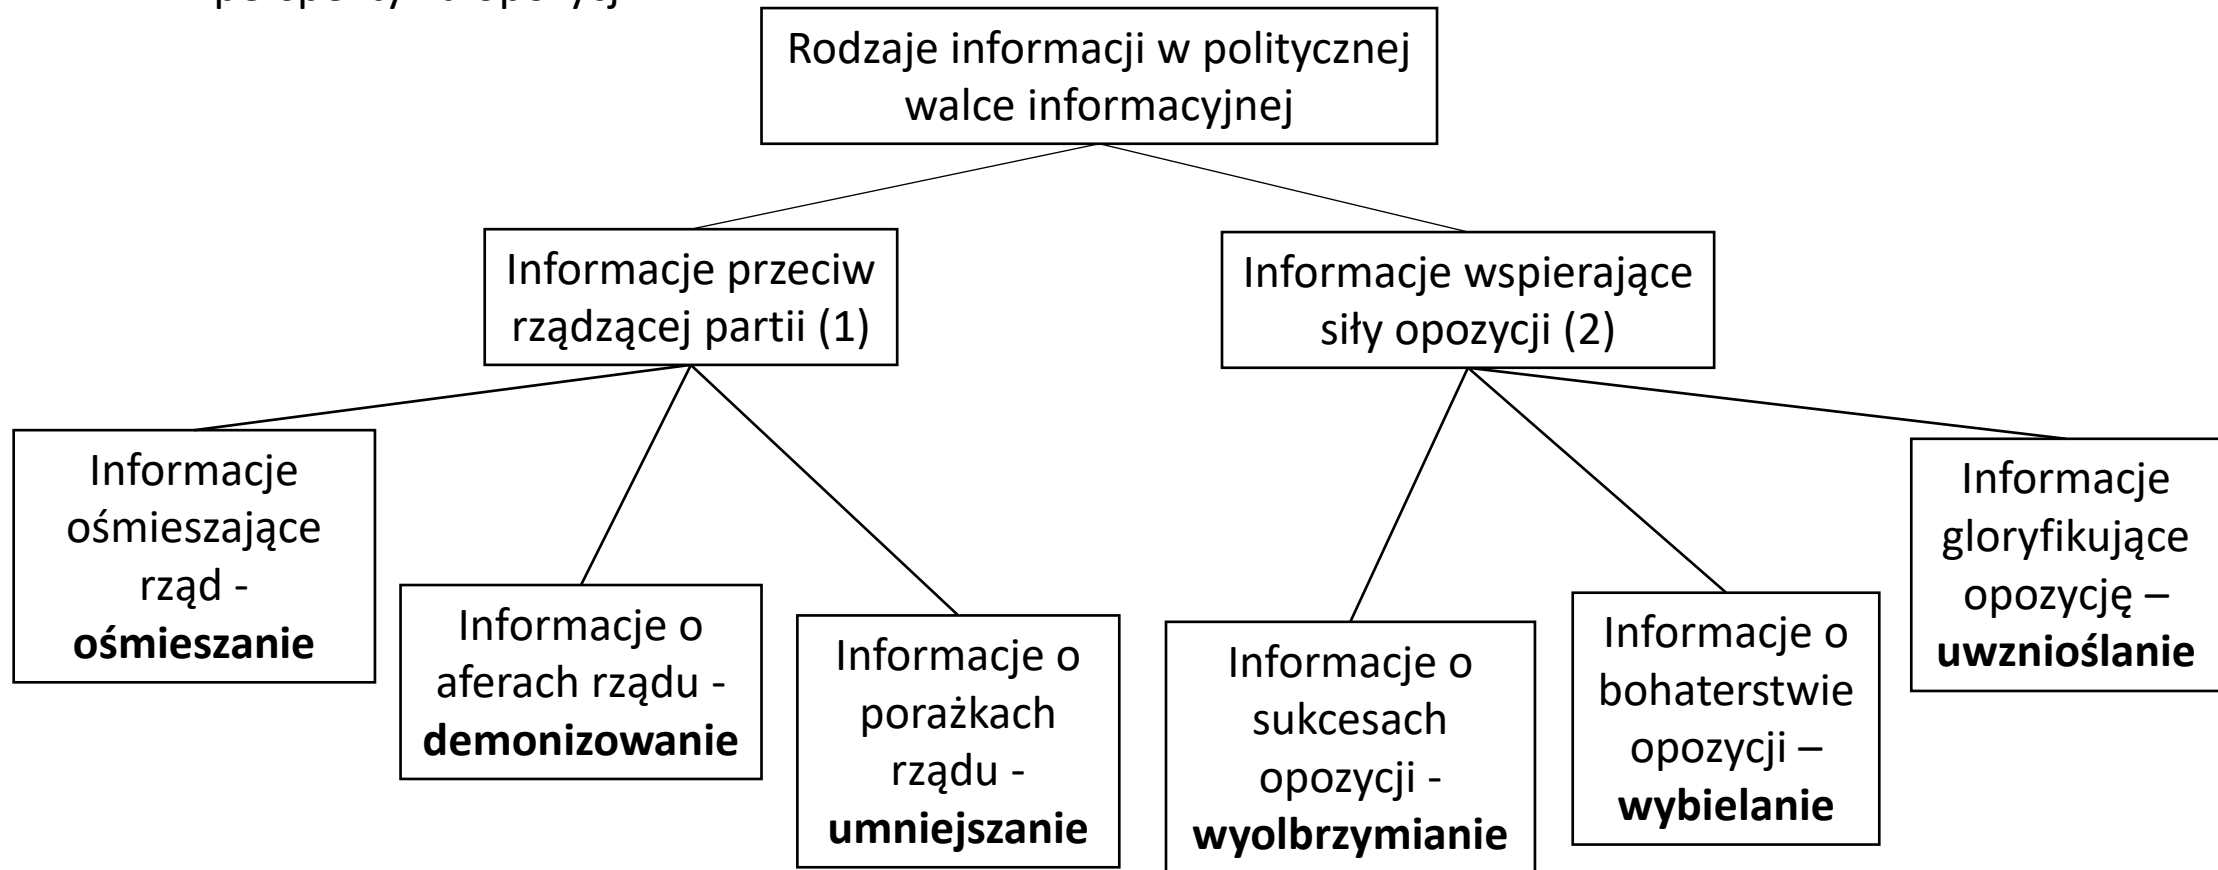 Rodzaje informacji w politycznej
walce informacyjnej
Informacje przeciw
rządzącej partii (1)
Informacje wspierające
siły opozycji (2)
Informacje
ośmieszające
rząd -
ośmieszanie
Informacje o
aferach rządu -
demonizowanie
Informacje o
porażkach
rządu -
umniejszanie
Informacje o
sukcesach
opozycji -
wyolbrzymianie
Informacje o
bohaterstwie
opozycji –
wybielanie
Informacje
gloryfikujące
opozycję –
uwznioślanie